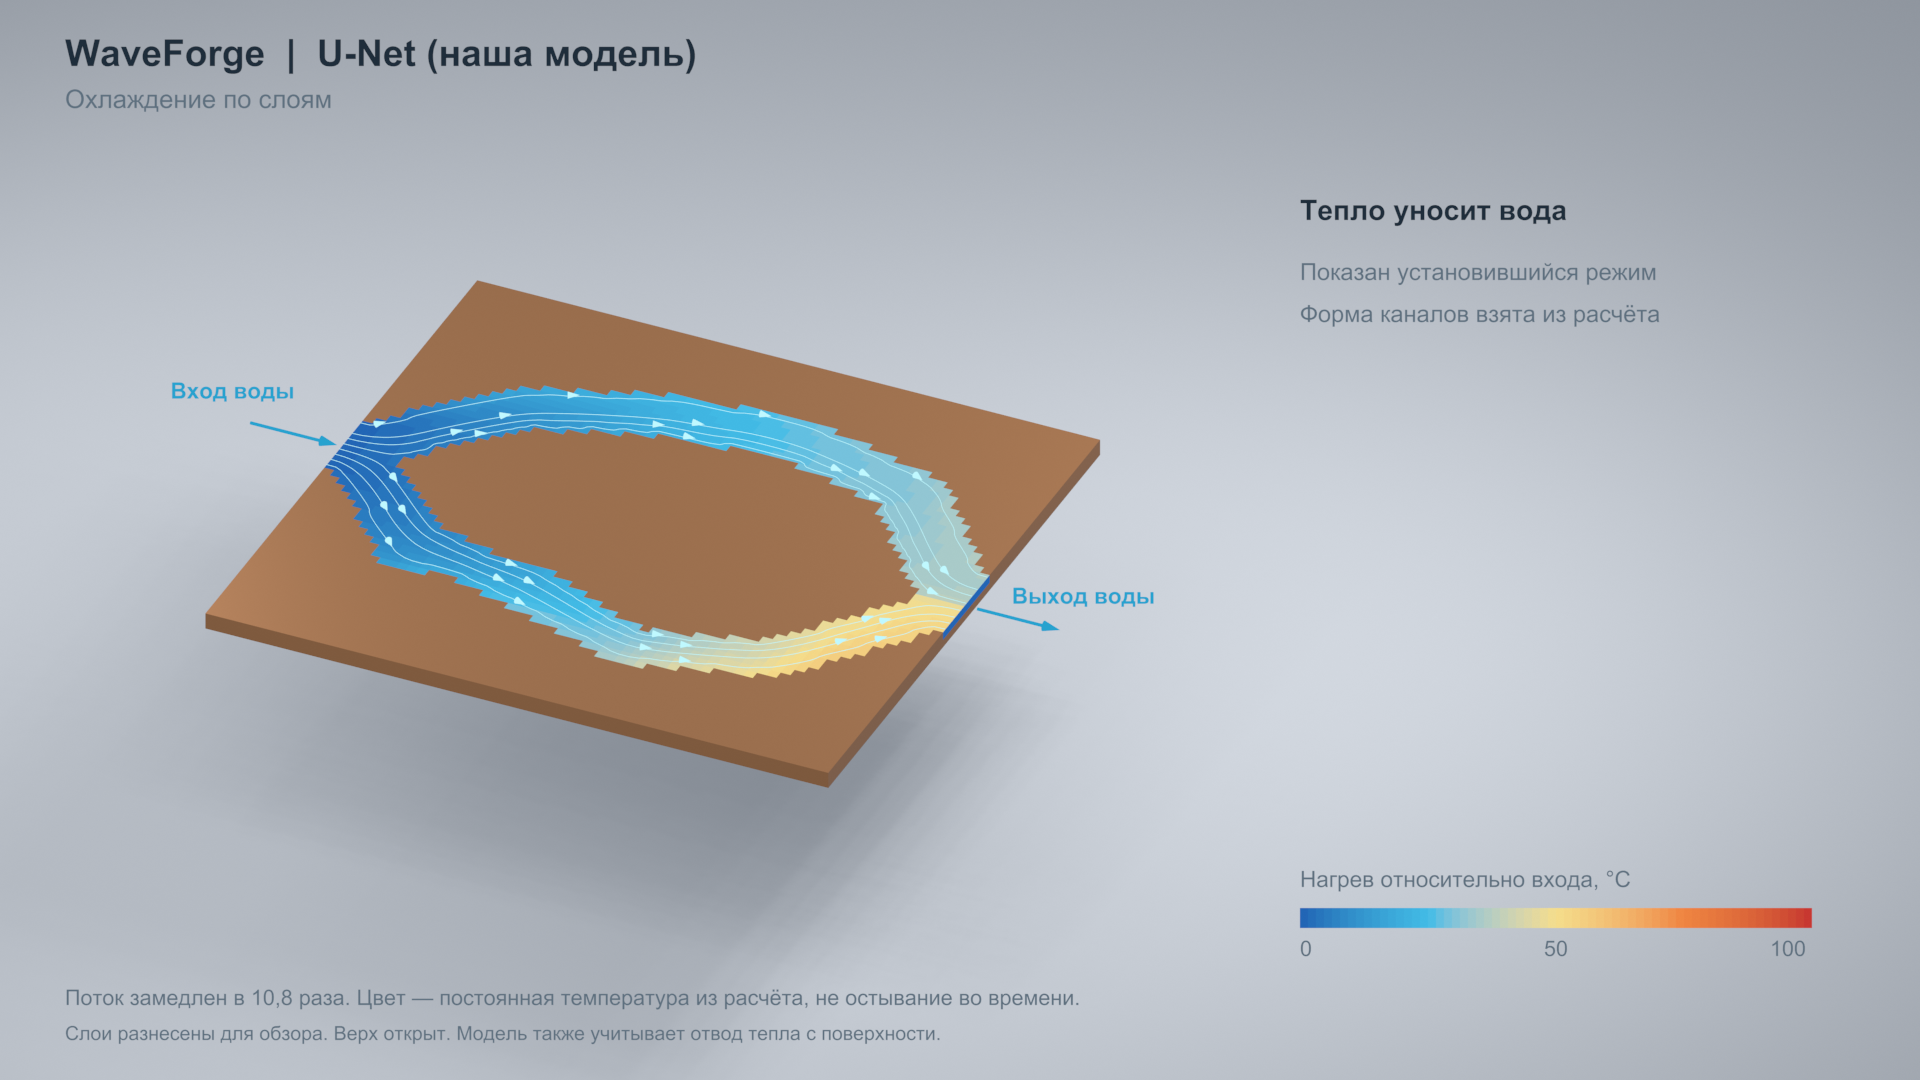 WaveForge | U-Net (наша модель)
Охлаждение по слоям
Тепло уносит вода
Показан установившийся режим
Форма каналов взята из расчёта
Вход воды
Выход воды
Нагрев относительно входа, °C
0 50 100
Поток замедлен в 10,8 раза. Цвет — постоянная температура из расчёта, не остывание во времени.
Слои разнесены для обзора. Верх открыт. Модель также учитывает отвод тепла с поверхности.